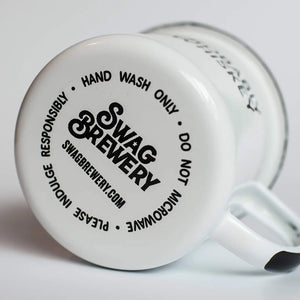 • HAND WASH ONLY • DO NOT MICROWAVE • PLEASE INDULGE RESPONSIBLY
SWAG
BREWERY
SWAGBREWERY.COM